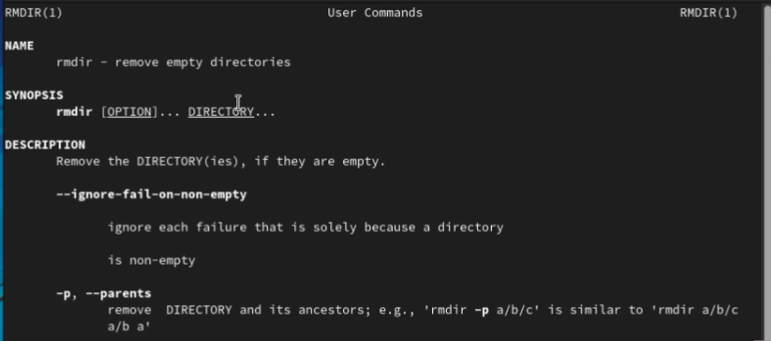 RMDIR(1) User Commands RMDIR(1)
NAME
rmdir - remove empty directories
SYNOPSIS
rmdir [OPTION]... DIRECTORY...
DESCRIPTION
Remove the DIRECTORY(ies), if they are empty.
--ignore-fail-on-non-empty
ignore each failure that is solely because a directory
is non-empty
-p, --parents
remove  DIRECTORY and its ancestors; e.g., 'rmdir -p a/b/c' is similar to 'rmdir a/b/c
a/b a'